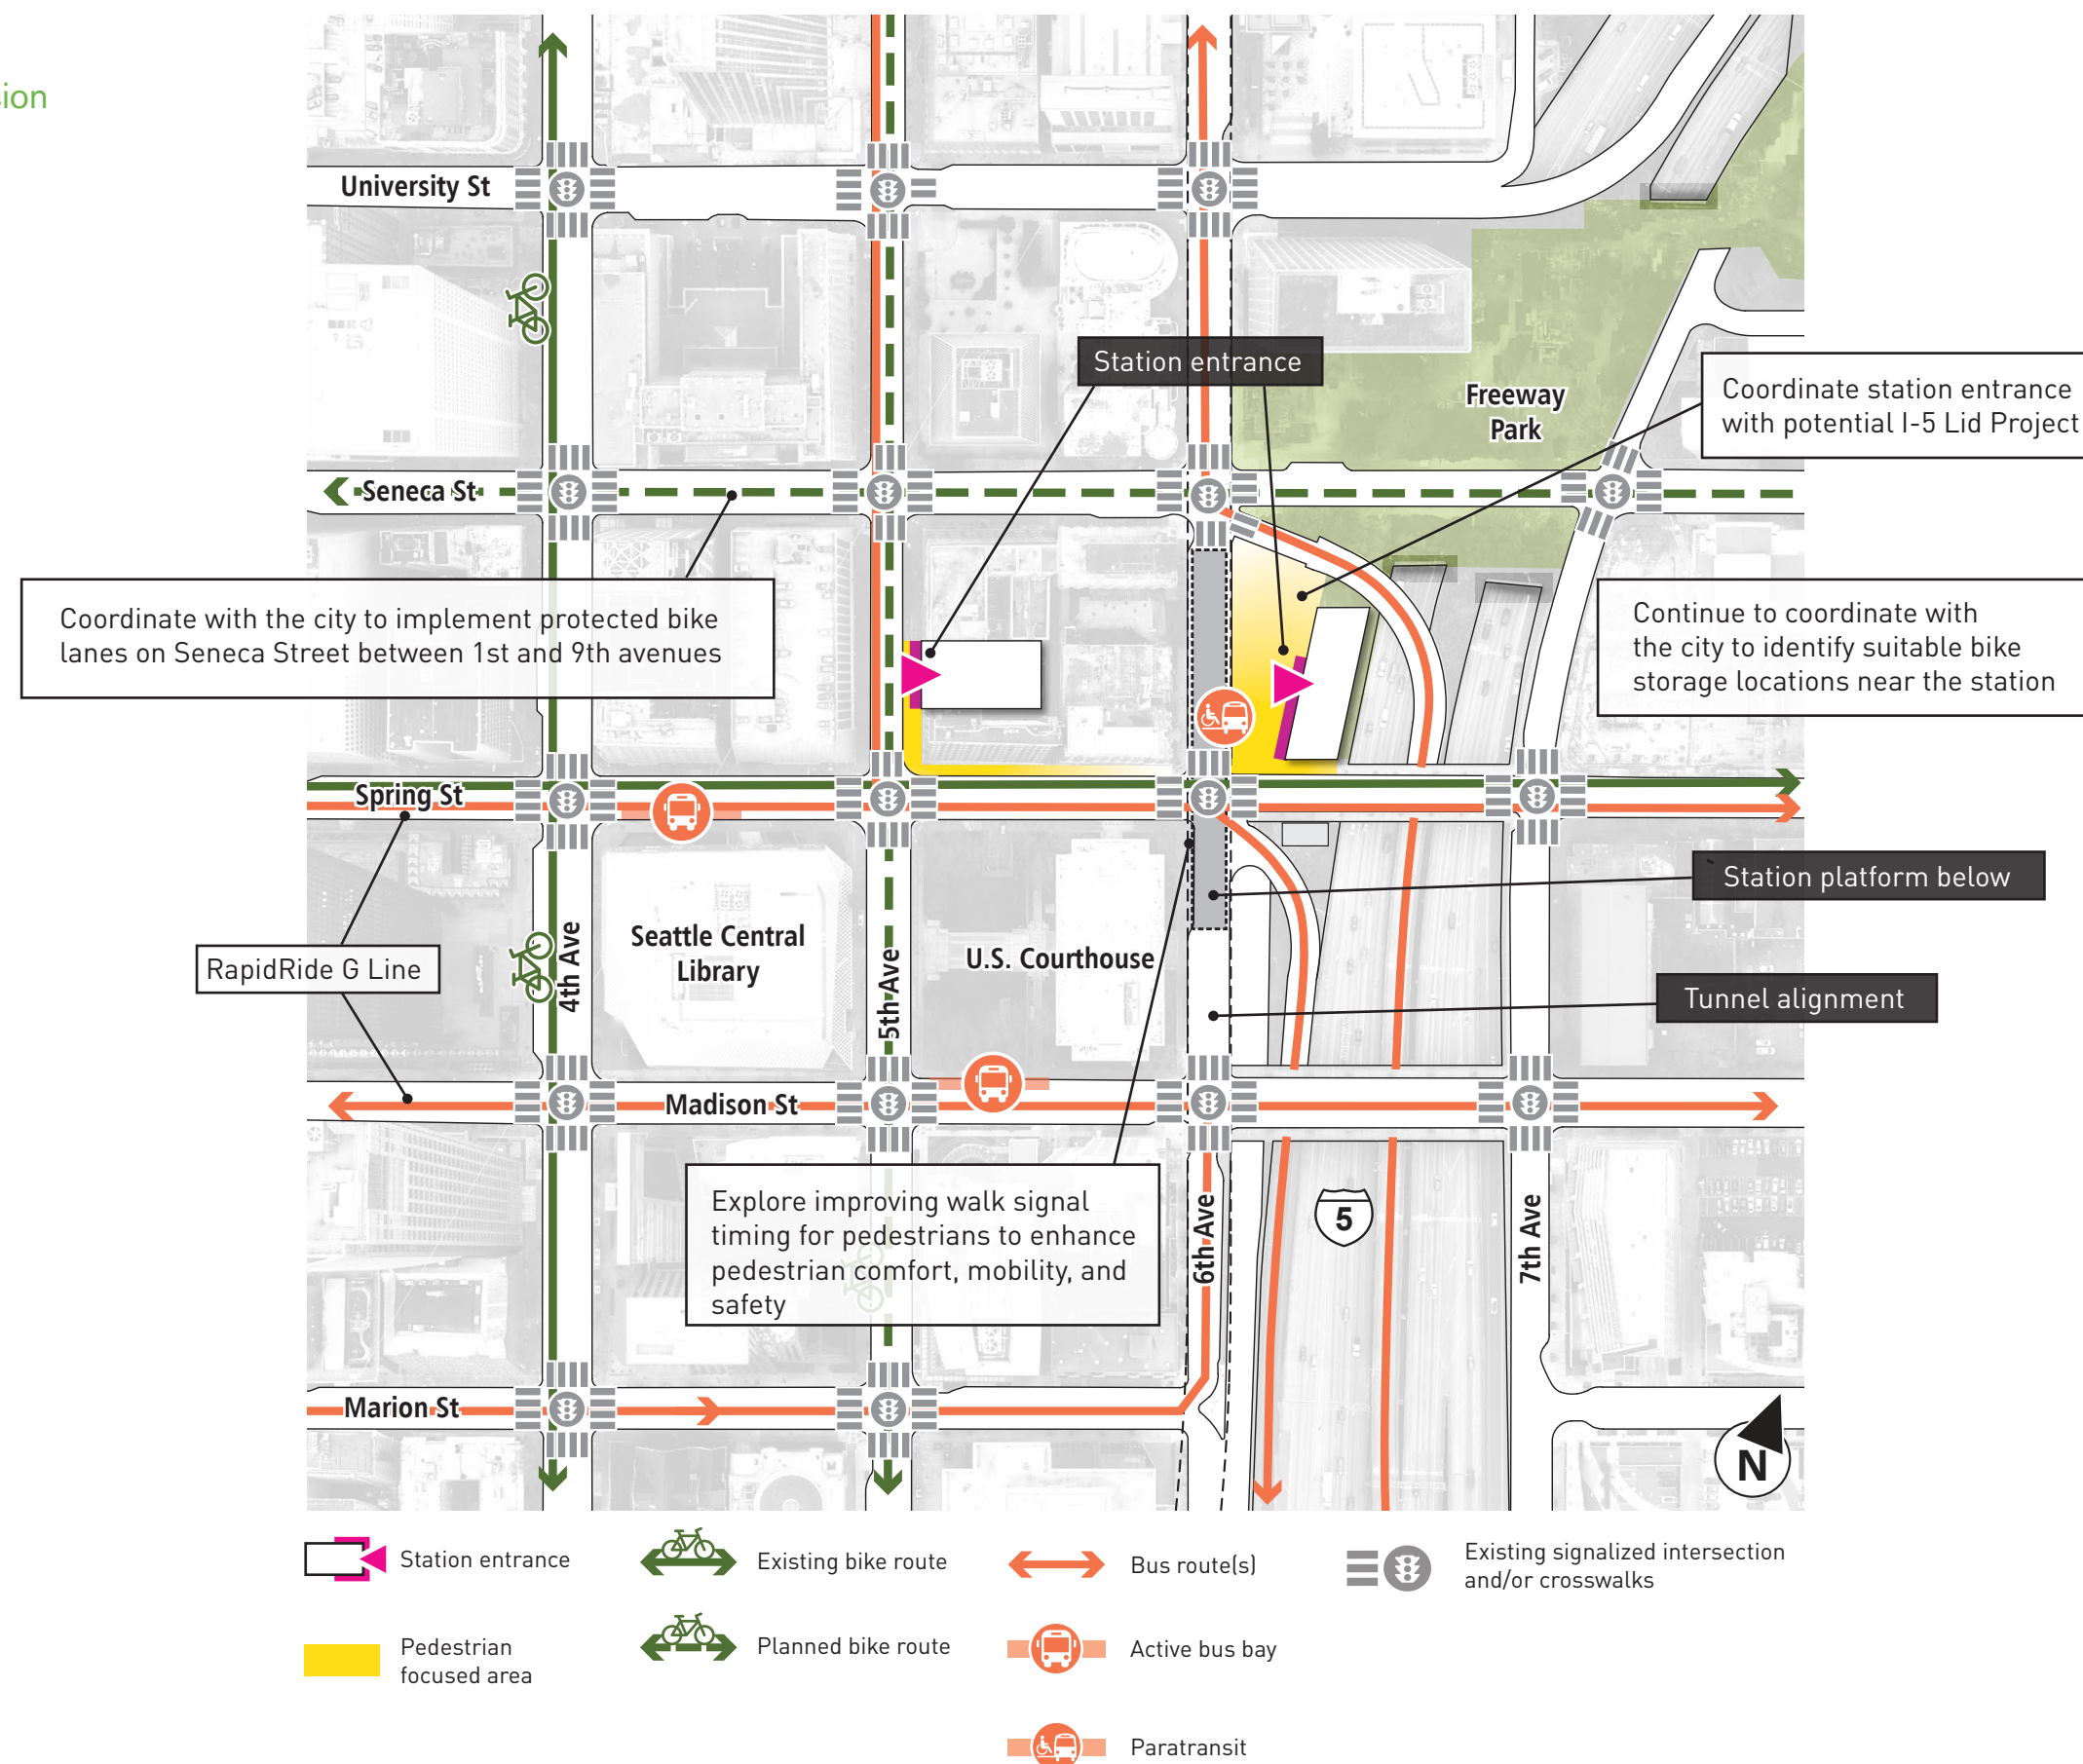 sion
University St
Station entrance
Freeway
Park
Coordinate station entrance
with potential I-5 Lid Project
Seneca St
Coordinate with the city to implement protected bike
lanes on Seneca Street between 1st and 9th avenues
Continue to coordinate with
the city to identify suitable bike
storage locations near the station
Spring St
Station platform below
Seattle Central
Library
4th Ave
5th Ave
U.S. Courthouse
RapidRide G Line
Tunnel alignment
Madison St
Explore improving walk signal
timing for pedestrians to enhance
pedestrian comfort, mobility, and
safety
6th Ave
5
7th Ave
Marion St
N
Station entrance
Existing bike route
Bus route(s)
Existing signalized intersection
and/or crosswalks
Pedestrian
focused area
Planned bike route
Active bus bay
Paratransit